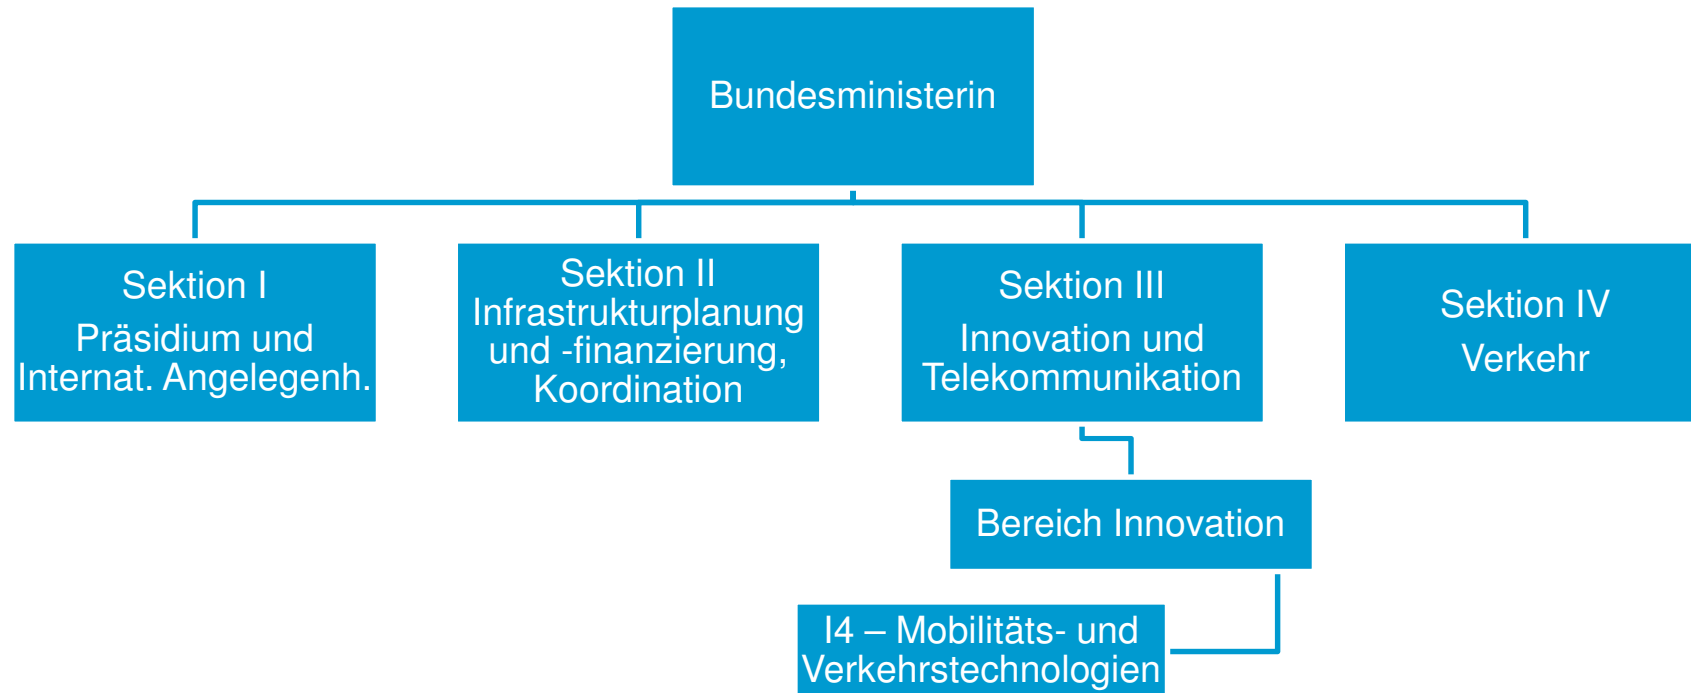 Bundesministerin
Sektion I
Präsidium und
Internat. Angelegenh.
Sektion II
Infrastrukturplanung
und -finanzierung,
Koordination
Sektion III
Innovation und
Telekommunikation
Sektion IV
Verkehr
Bereich Innovation
I4 – Mobilitäts- und
Verkehrstechnologien